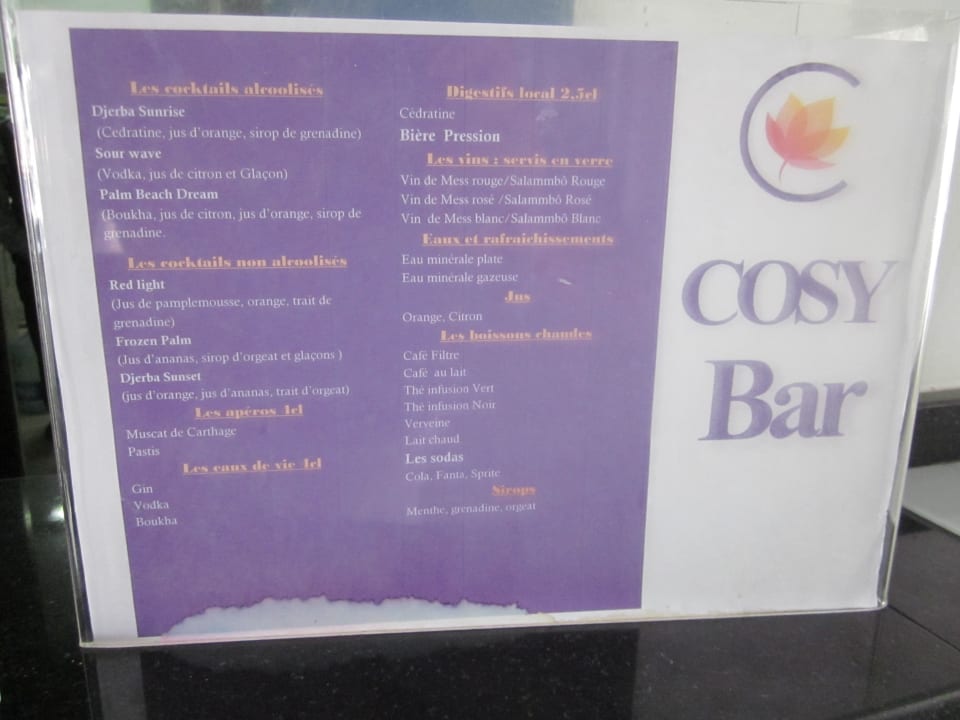 Les cocktails alcoolisés
Djerba Sunrise
(Cedratine, jus d'orange, sirop de grenadine)
Sour wave
(Vodka, jus de citron et Glaçon)
Palm Beach Dream
(Boukha, jus de citron, jus d'orange, sirop de
grenadine.
Les cocktails non alcoolisés
Red light
(Jus de pamplemousse, orange, trait de
grenadine)
Frozen Palm
(Jus d'ananas, sirop d'orgeat et glaçons )
Djerba Sunset
(jus d'orange, jus d'ananas, trait d'orgeat)
Les apéros 4cl
Muscat de Carthage
Pastis
Les eaux de vie 4cl
Gin
Vodka
Boukha
Digestifs local 2,5cl
Cédratine
Bière Pression
Les vins : servis en verre
Vin de Mess rouge/Salammbô Rouge
Vin de Mess rosé /Salammbô Rosé
Vin de Mess blanc/Salammbô Blanc
Eaux et rafraichissements
Eau minérale plate
Eau minérale gazeuse
Jus
Orange, Citron
Les boissons chaudes
Café Filtre
Café au lait
Thé infusion Vert
Thé infusion Noir
Verveine
Lait chaud
Les sodas
Cola, Fanta, Sprite
Sirops
Menthe, grenadine, orgeat
COSY
Bar